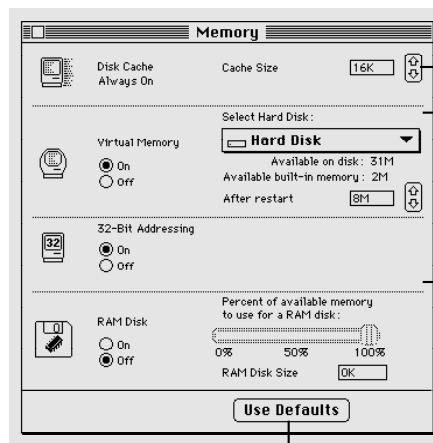 Memory
Disk Cache
Always On
Cache Size
16K
Select Hard Disk:
Hard Disk
Virtual Memory
On
Off
Available on disk: 31M
Available built-in memory: 2M
After restart
8M
32-Bit Addressing
32
On
Off
Percent of available memory
to use for a RAM disk:
RAM Disk
On
Off
0% 50% 100%
RAM Disk Size
0K
Use Defaults